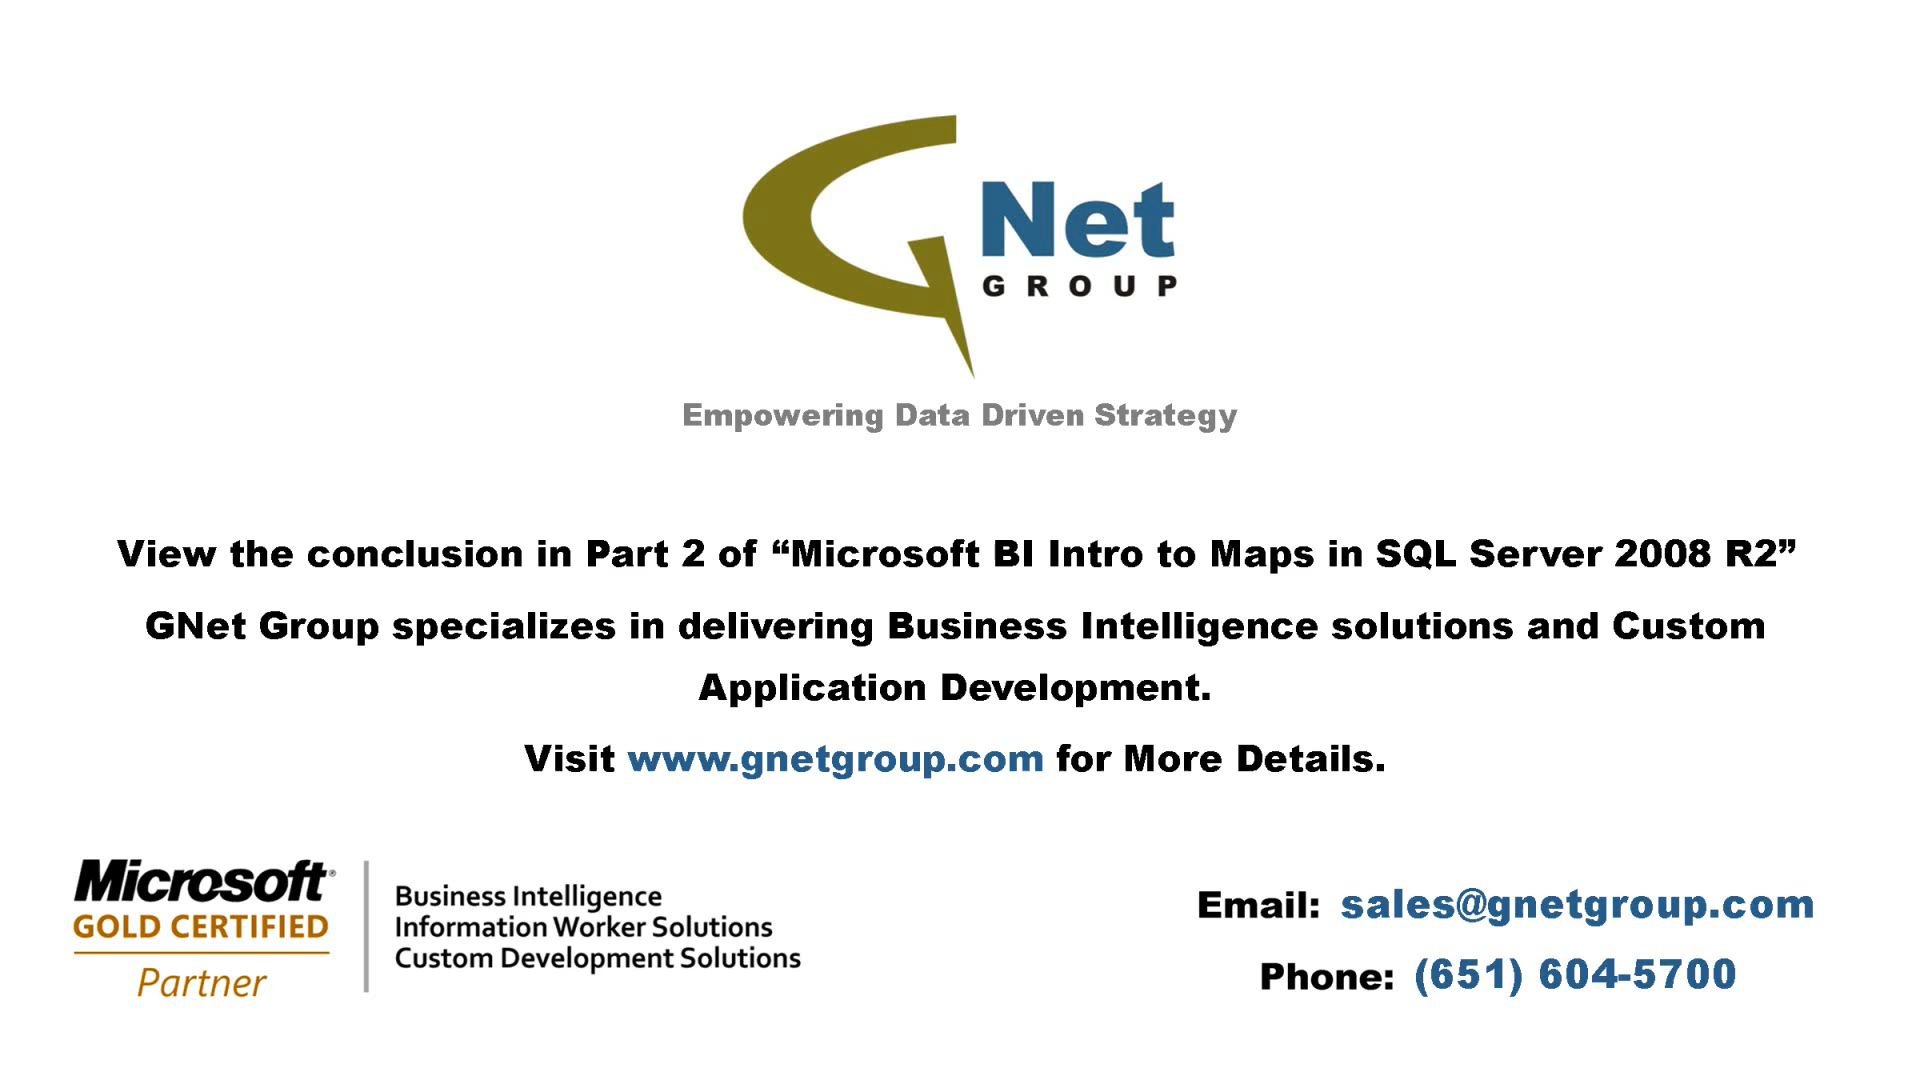 GNet
GROUP
Empowering Data Driven Strategy
View the conclusion in Part 2 of “Microsoft BI Intro to Maps in SQL Server 2008 R2”
GNet Group specializes in delivering Business Intelligence solutions and Custom
Application Development.
Visit www.gnetgroup.com for More Details.
Microsoft®
GOLD CERTIFIED
Partner
Business Intelligence
Information Worker Solutions
Custom Development Solutions
Email: sales@gnetgroup.com
Phone: (651) 604-5700